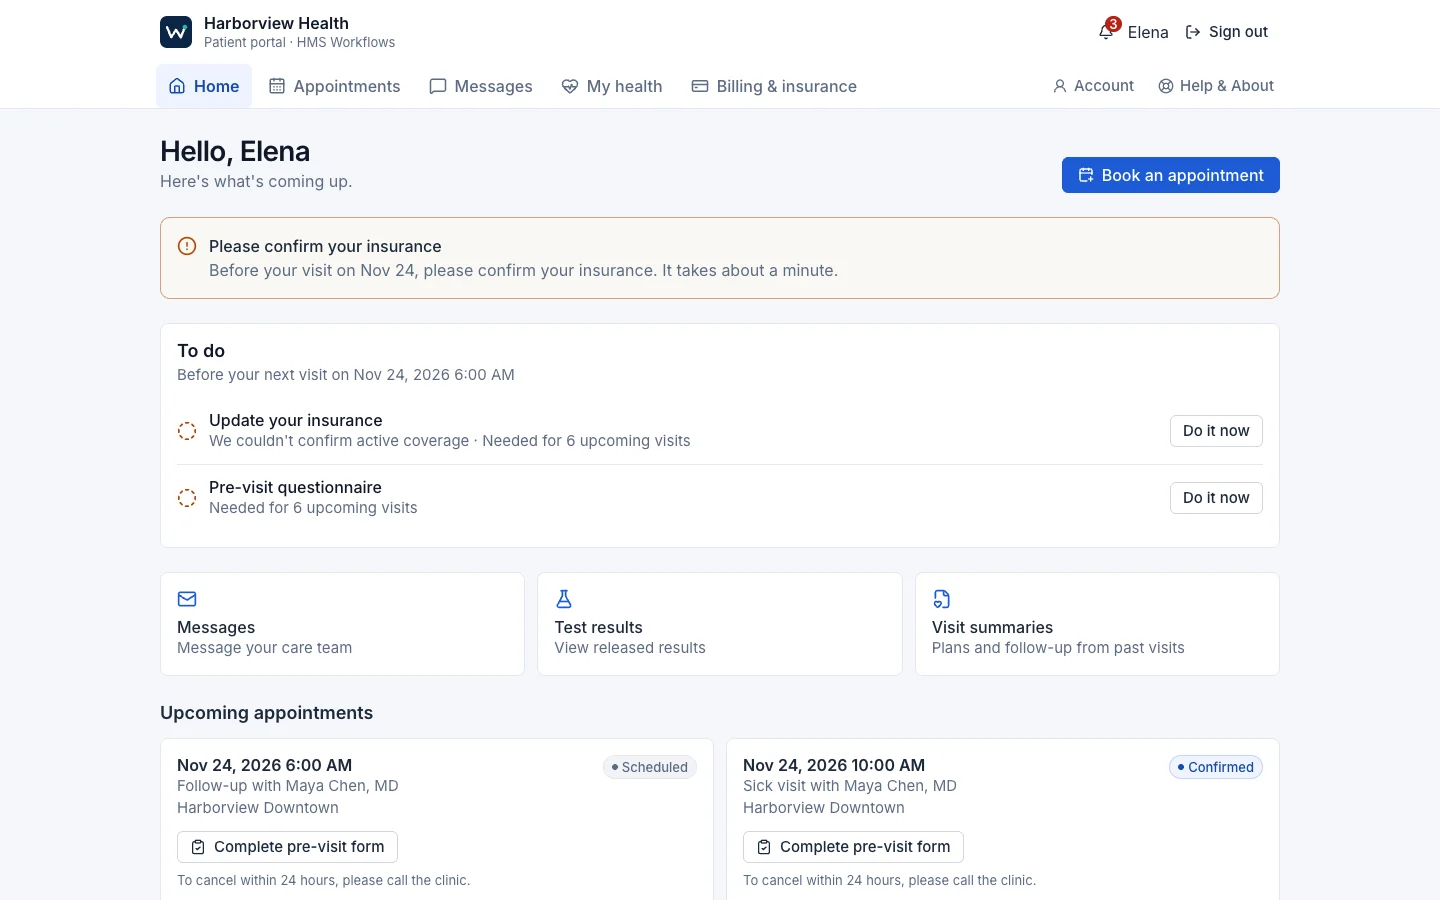 Harborview Health
Patient portal · HMS Workflows
3
Elena
Sign out
Home
Appointments
Messages
My health
Billing & insurance
Account
Help & About
Hello, Elena
Here's what's coming up.
Book an appointment
Please confirm your insurance
Before your visit on Nov 24, please confirm your insurance. It takes about a minute.
To do
Before your next visit on Nov 24, 2026 6:00 AM
Update your insurance
We couldn't confirm active coverage · Needed for 6 upcoming visits
Do it now
Pre-visit questionnaire
Needed for 6 upcoming visits
Do it now
Messages
Message your care team
Test results
View released results
Visit summaries
Plans and follow-up from past visits
Upcoming appointments
Nov 24, 2026 6:00 AM
Scheduled
Follow-up with Maya Chen, MD
Harborview Downtown
Complete pre-visit form
To cancel within 24 hours, please call the clinic.
Nov 24, 2026 10:00 AM
Confirmed
Sick visit with Maya Chen, MD
Harborview Downtown
Complete pre-visit form
To cancel within 24 hours, please call the clinic.